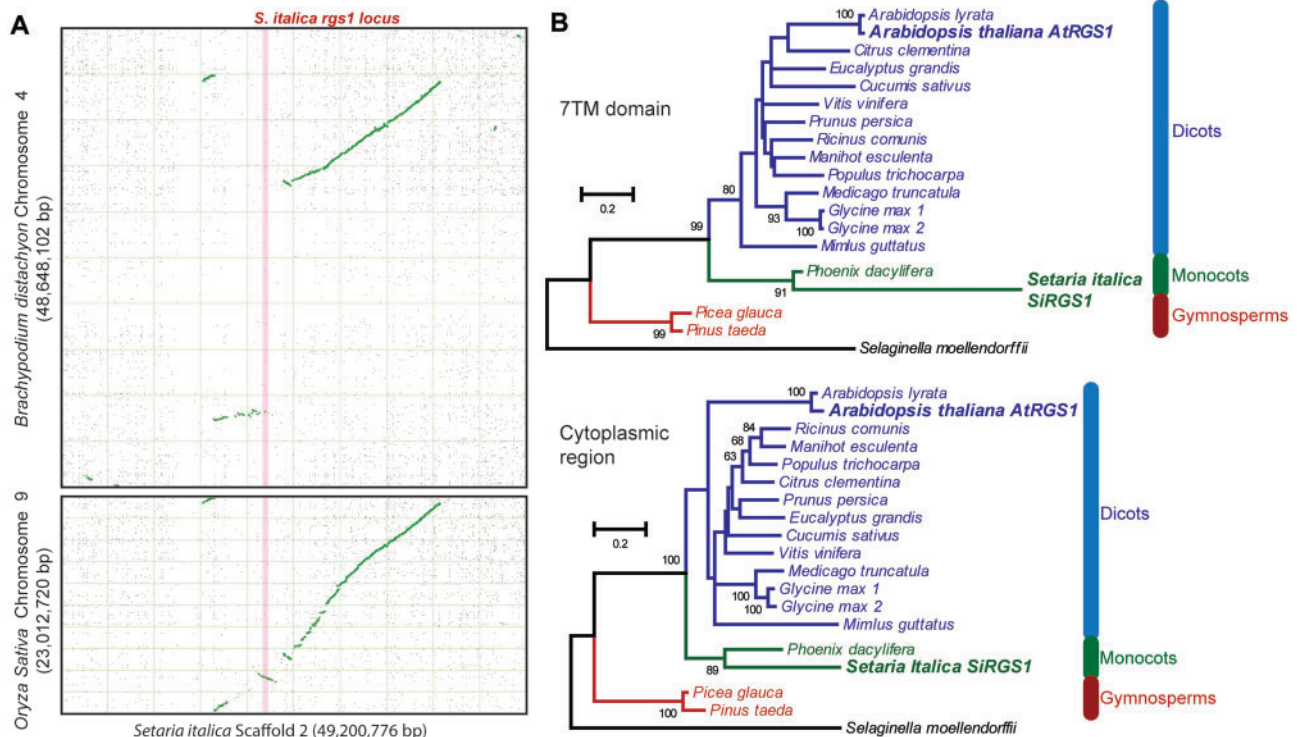 A
S. italica rgs1 locus
Brachypodium distachyon Chromosome 4
(48,648,102 bp)
Oryza Sativa Chromosome 9
(23,012,720 bp)
Setaria italica Scaffold 2 (49,200,776 bp)
B
7TM domain
0.2
100
Arabidopsis lyrata
Arabidopsis thaliana AtRGS1
Citrus clementina
Eucalyptus grandis
Cucumis sativus
Vitis vinifera
Prunus persica
Ricinus comunis
Manihot esculenta
Populus trichocarpa
80
Medicago truncatula
93
Glycine max 1
100
Glycine max 2
99
Mimlus guttatus
Phoenix dacylifera
91
Setaria italica
SiRGS1
Picea glauca
99
Pinus taeda
Selaginella moellendorffii
Dicots
Monocots
Gymnosperms
Cytoplasmic
region
0.2
100
Arabidopsis lyrata
Arabidopsis thaliana AtRGS1
84
Ricinus comunis
68
Manihot esculenta
63
Populus trichocarpa
Citrus clementina
Prunus persica
Eucalyptus grandis
Cucumis sativus
Vitis vinifera
100
Medicago truncatula
100
Glycine max 1
100
Glycine max 2
Mimlus guttatus
Phoenix dacylifera
89
Setaria Italica SiRGS1
Picea glauca
100
Pinus taeda
Selaginella moellendorffii
Dicots
Monocots
Gymnosperms